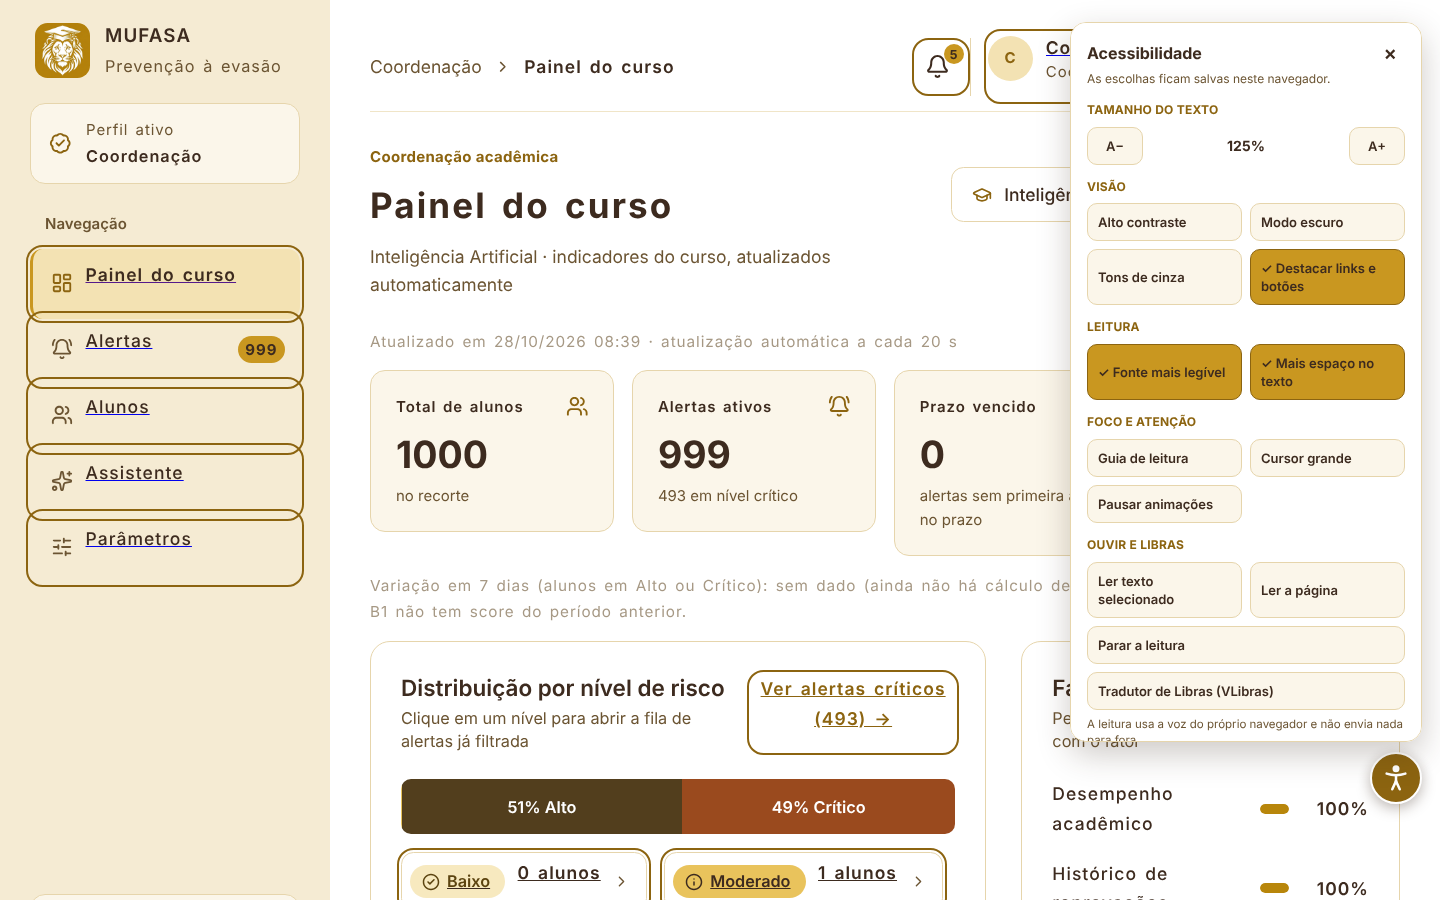 MUFASA
Prevenção à evasão
Perfil ativo
Coordenação
Navegação
Painel do curso
Alertas
999
Alunos
Assistente
Parâmetros
Coordenação > Painel do curso
5
C
Co
Coo
Coordenação acadêmica
Painel do curso
Inteligência Artificial · indicadores do curso, atualizados
automaticamente
Inteligên
Atualizado em 28/10/2026 08:39 · atualização automática a cada 20 s
Total de alunos
1000
no recorte
Alertas ativos
999
493 em nível crítico
Prazo vencido
0
alertas sem primeira
no prazo
Variação em 7 dias (alunos em Alto ou Crítico): sem dado (ainda não há cálculo de
B1 não tem score do período anterior.
Distribuição por nível de risco
Clique em um nível para abrir a fila de
alertas já filtrada
Ver alertas críticos
(493) →
51% Alto
49% Crítico
Baixo
0 alunos
Moderado
1 alunos
Desempenho
acadêmico
100%
Histórico de
100%
Acessibilidade
As escolhas ficam salvas neste navegador.
TAMANHO DO TEXTO
A−
125%
A+
VISÃO
Alto contraste
Modo escuro
Tons de cinza
✓ Destacar links e
botões
LEITURA
✓ Fonte mais legível
✓ Mais espaço no
texto
FOCO E ATENÇÃO
Guia de leitura
Cursor grande
Pausar animações
OUVIR E LIBRAS
Ler texto
selecionado
Ler a página
Parar a leitura
Tradutor de Libras (VLibras)
A leitura usa a voz do próprio navegador e não envia nada